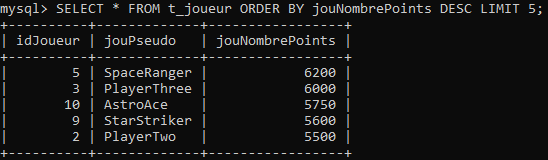 mysql> SELECT * FROM t_joueur ORDER BY jouNombrePoints DESC LIMIT 5;
+----------+-------------+-----------------+
| idJoueur | jouPseudo   | jouNombrePoints |
+----------+-------------+-----------------+
|        5 | SpaceRanger |            6200 |
|        3 | PlayerThree |            6000 |
|       10 | AstroAce    |            5750 |
|        9 | StarStriker |            5600 |
|        2 | PlayerTwo   |            5500 |
+----------+-------------+-----------------+